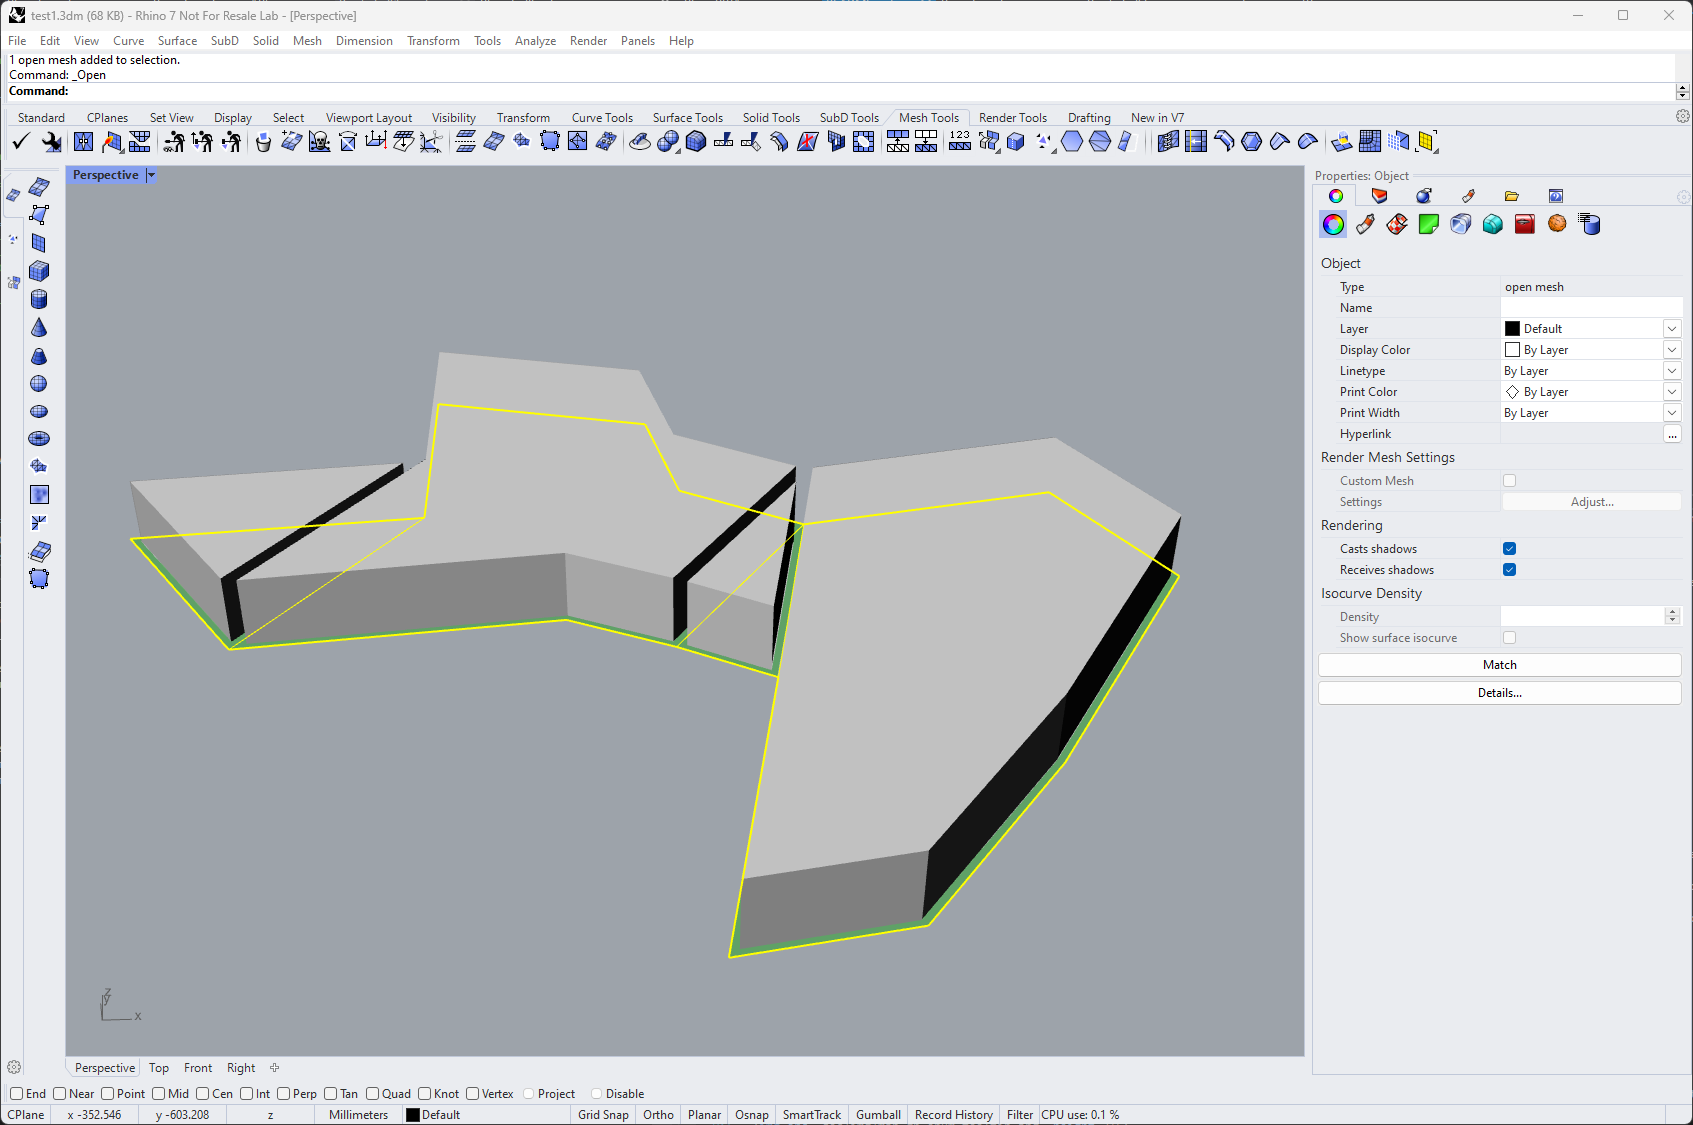 test1.3dm (68 KB) - Rhino 7 Not For Resale Lab - [Perspective]
File Edit View Curve Surface SubD Solid Mesh Dimension Transform Tools Analyze Render Panels Help
1 open mesh added to selection.
Command: _Open
Command:
Standard CPlanes Set View Display Select Viewport Layout Visibility Transform Curve Tools Surface Tools Solid Tools SubD Tools Mesh Tools Render Tools Drafting New in V7
123
Perspective
Properties: Object
Object
Type open mesh
Name
Layer Default
Display Color By Layer
Linetype By Layer
Print Color By Layer
Print Width By Layer
Hyperlink ...
Render Mesh Settings
Custom Mesh
Settings Adjust...
Rendering
Casts shadows
Receives shadows
Isocurve Density
Density
Show surface isocurve
Match
Details...
z
y
x
Perspective Top Front Right
End Near Point Mid Cen Int Perp Tan Quad Knot Vertex Project Disable
CPlane x -352.546 y -603.208 z Millimeters Default Grid Snap Ortho Planar Osnap SmartTrack Gumball Record History Filter CPU use: 0.1 %